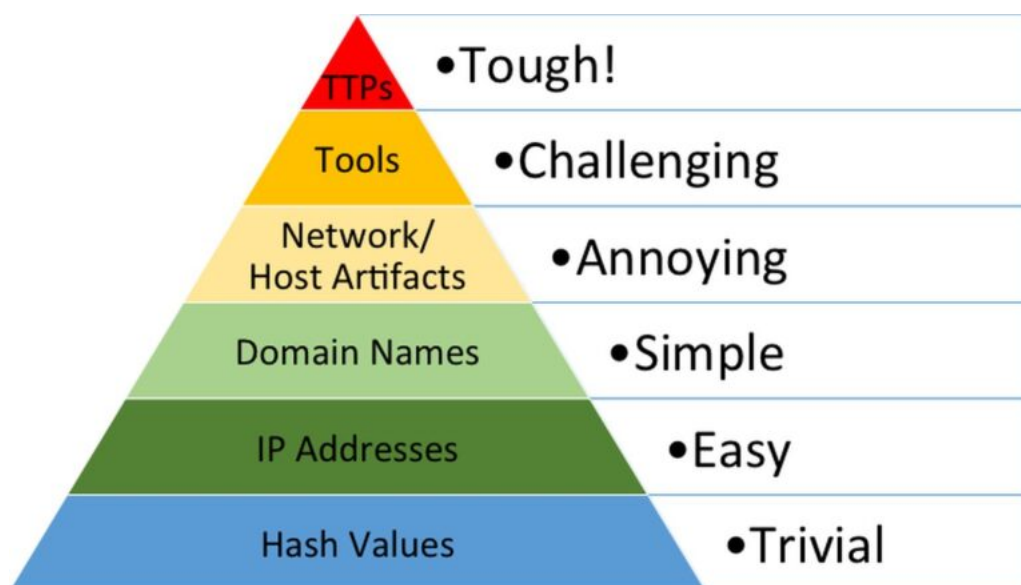 TTPs
•Tough!
Tools
•Challenging
Network/
Host Artifacts
•Annoying
Domain Names
•Simple
IP Addresses
•Easy
Hash Values
•Trivial